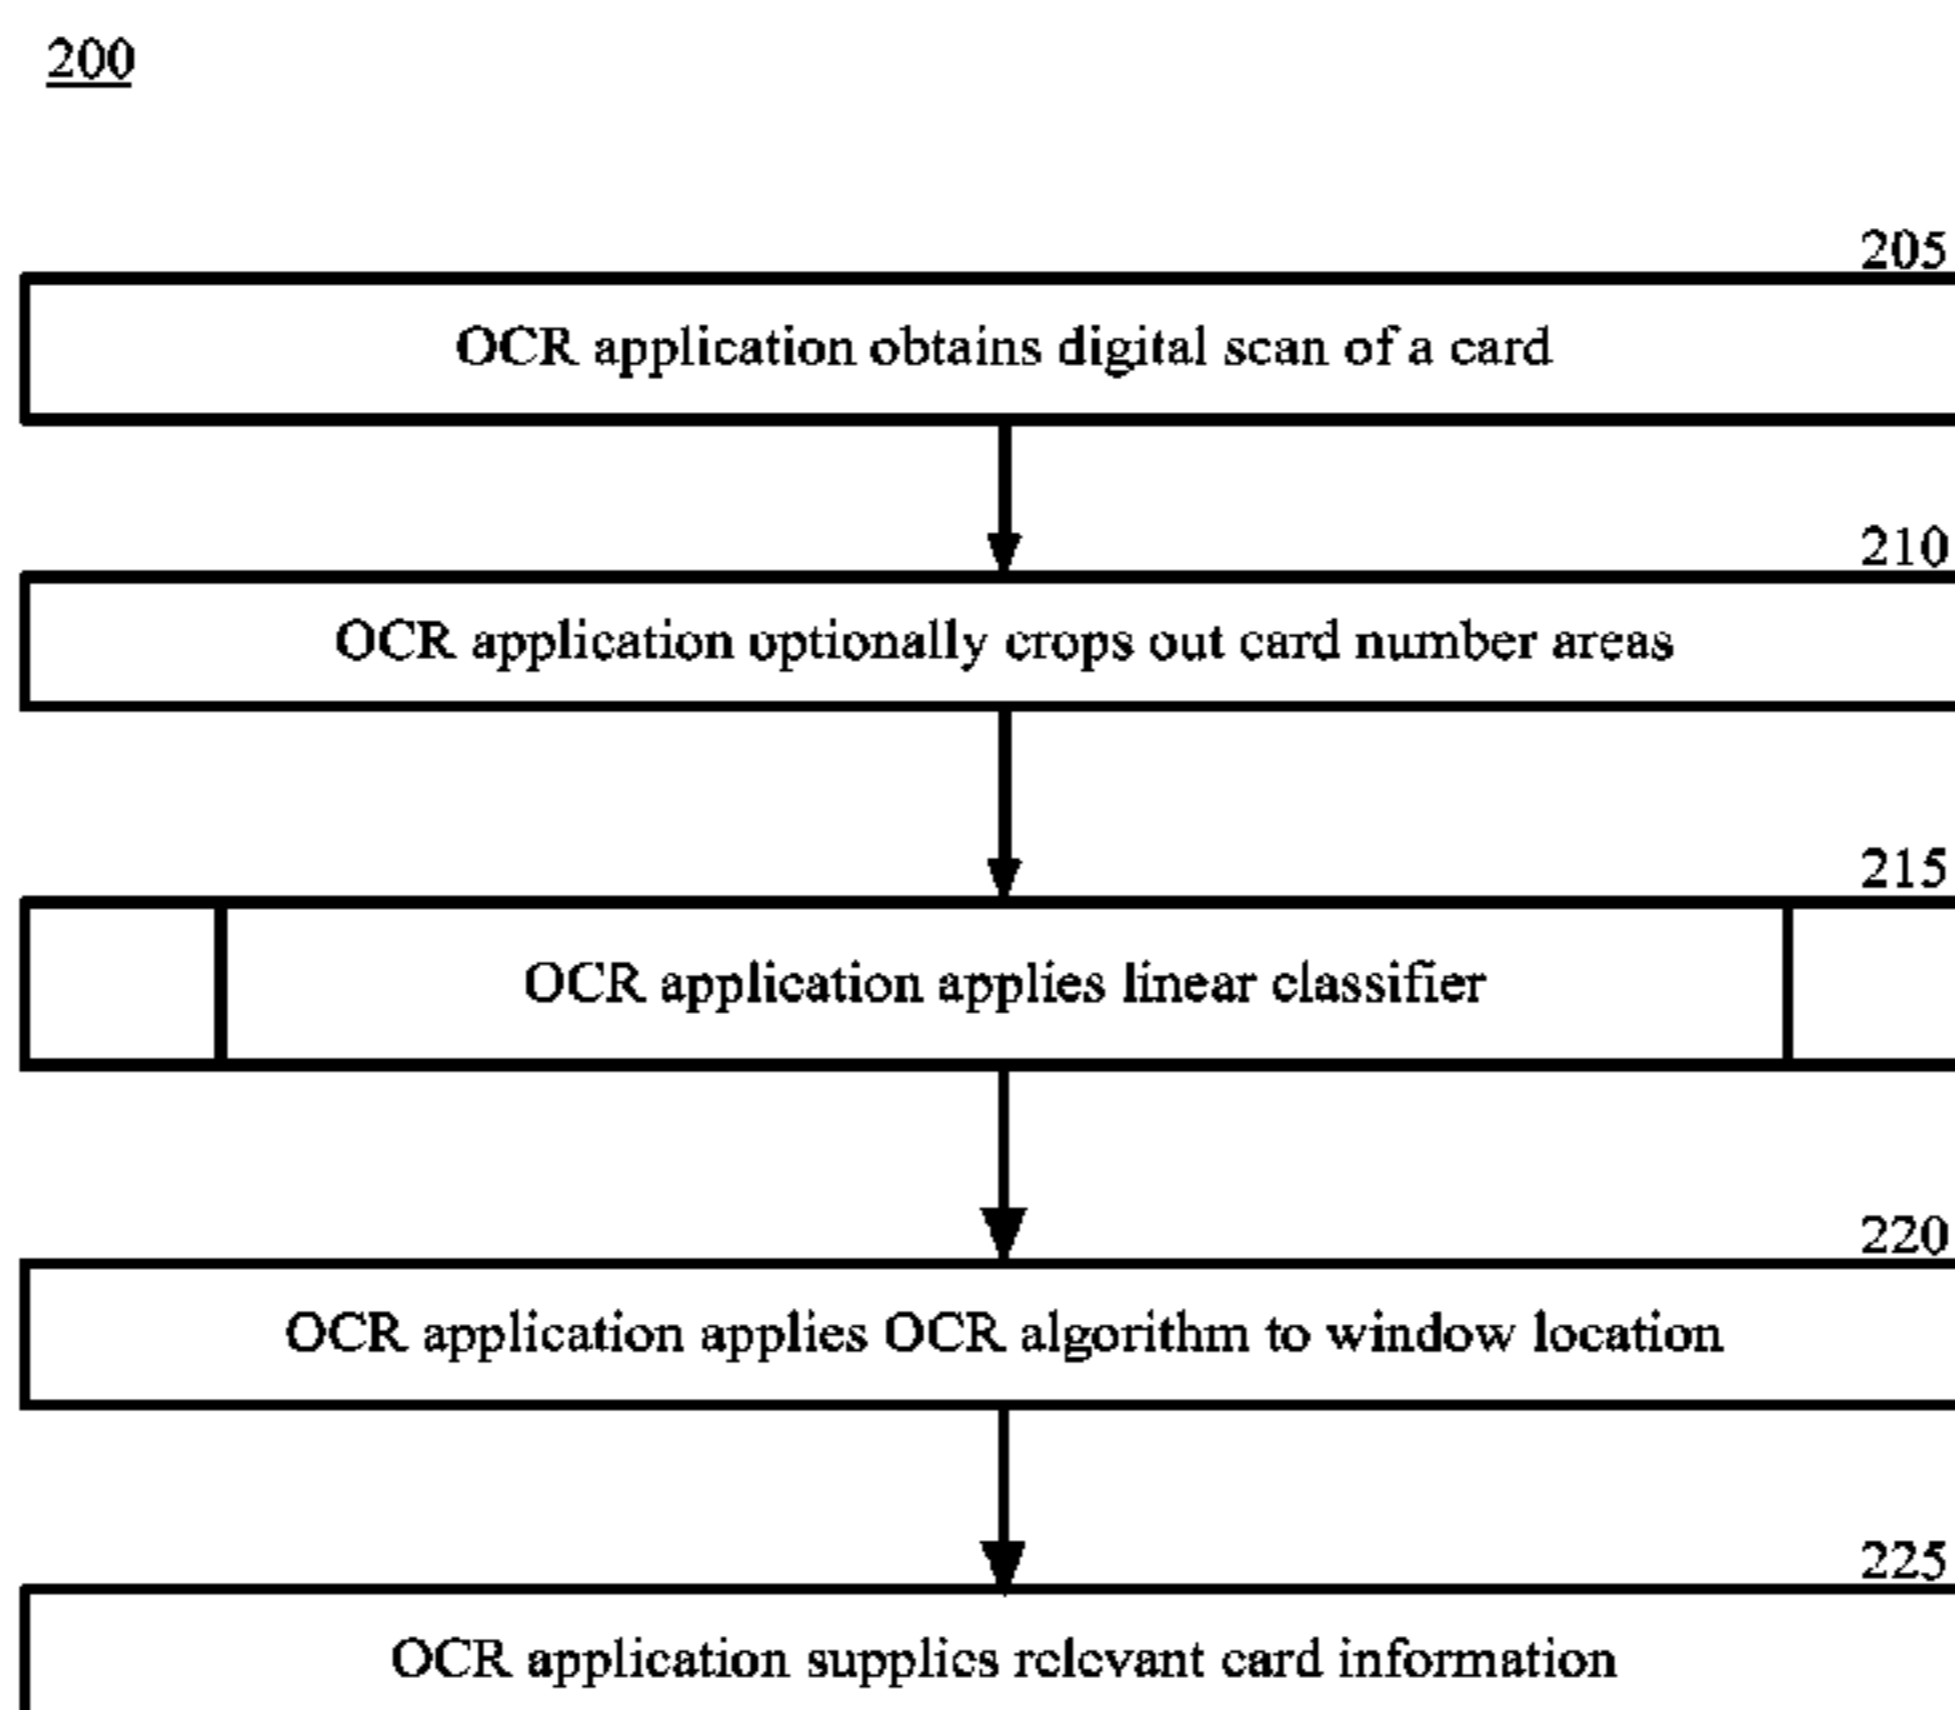 200
205
OCR application obtains digital scan of a card
210
OCR application optionally crops out card number areas
215
OCR application applies linear classifier
220
OCR application applies OCR algorithm to window location
225
OCR application supplies relevant card information